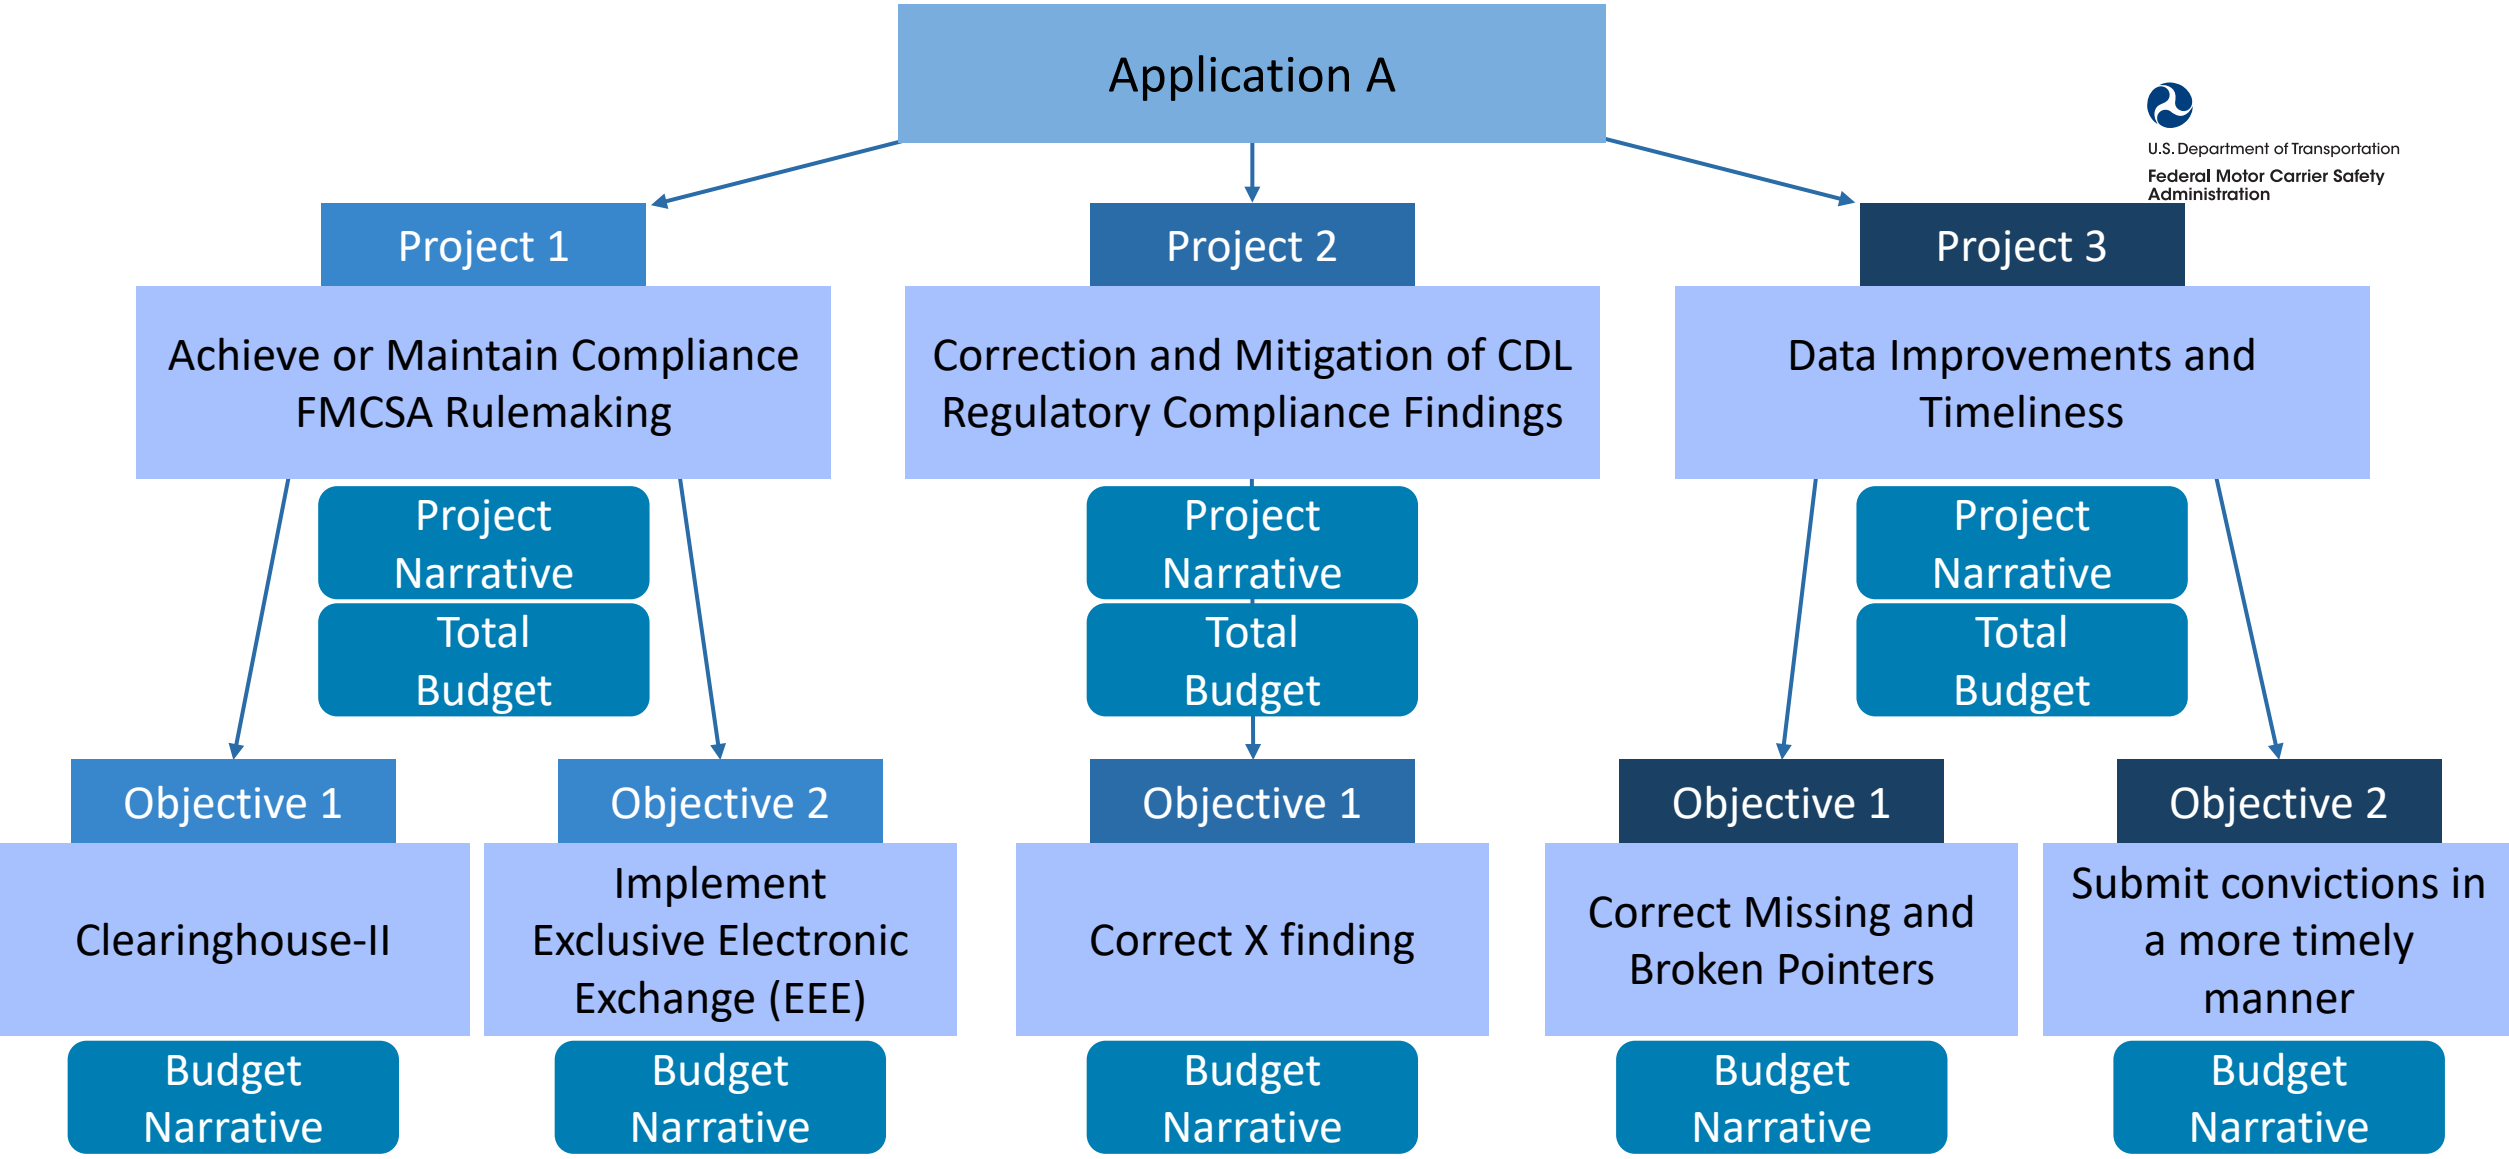 Application A
U.S. Department of Transportation
Federal Motor Carrier Safety
Administration
Project 1
Achieve or Maintain Compliance
FMCSA Rulemaking
Project
Narrative
Total
Budget
Project 2
Correction and Mitigation of CDL
Regulatory Compliance Findings
Project
Narrative
Total
Budget
Project 3
Data Improvements and
Timeliness
Project
Narrative
Total
Budget
Objective 1
Clearinghouse-II
Budget
Narrative
Objective 2
Implement
Exclusive Electronic
Exchange (EEE)
Budget
Narrative
Objective 1
Correct X finding
Budget
Narrative
Objective 1
Correct Missing and
Broken Pointers
Budget
Narrative
Objective 2
Submit convictions in
a more timely
manner
Budget
Narrative